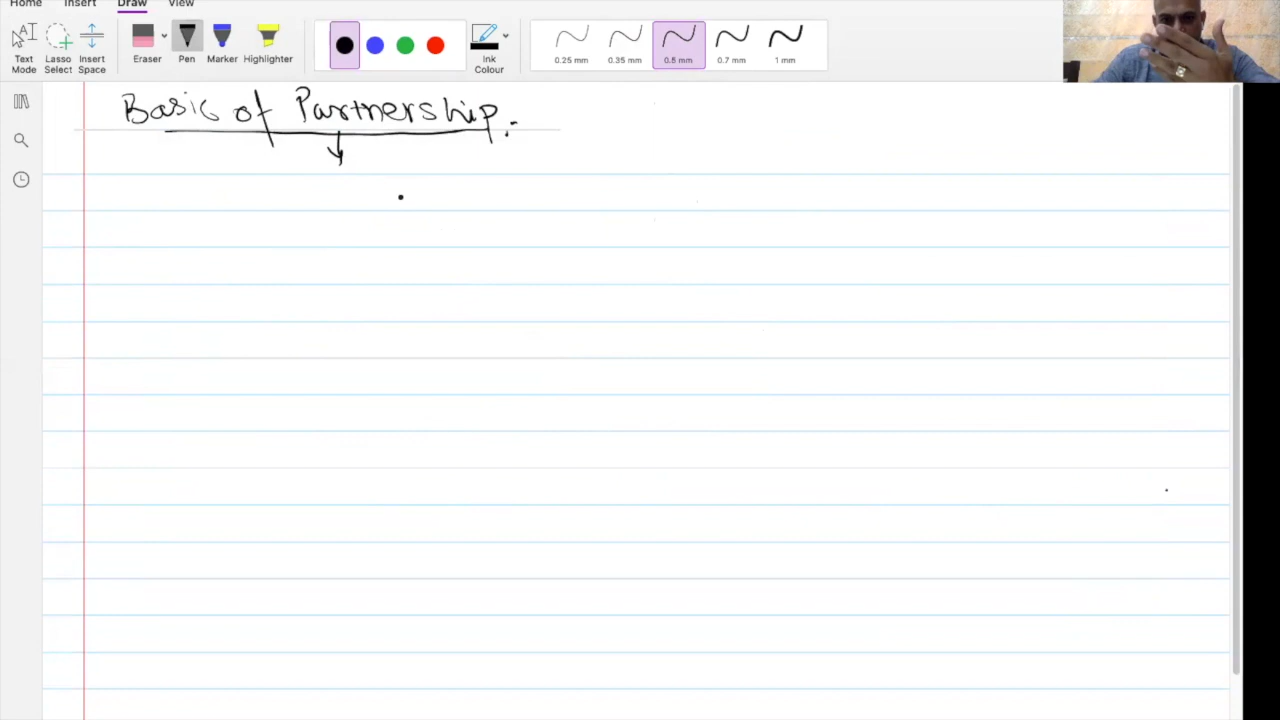 Home Insert Draw View
Text Mode Lasso Select Insert Space Eraser Pen Marker Highlighter Ink Colour 0.25 mm 0.35 mm 0.5 mm 0.7 mm 1 mm
Basic of Partnership :-